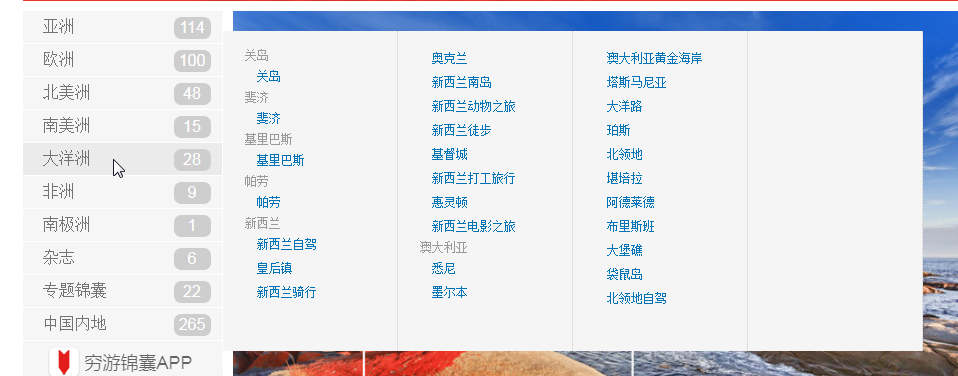 亚洲 114
欧洲 100
北美洲 48
南美洲 15
大洋洲 28
非洲 9
南极洲 1
杂志 6
专题锦囊 22
中国内地 265
穷游锦囊APP
关岛
关岛
斐济
斐济
基里巴斯
基里巴斯
帕劳
帕劳
新西兰
新西兰自驾
皇后镇
新西兰骑行
奥克兰
新西兰南岛
新西兰动物之旅
新西兰徒步
基督城
新西兰打工旅行
惠灵顿
新西兰电影之旅
澳大利亚
悉尼
墨尔本
澳大利亚黄金海岸
塔斯马尼亚
大洋路
珀斯
北领地
堪培拉
阿德莱德
布里斯班
大堡礁
袋鼠岛
北领地自驾